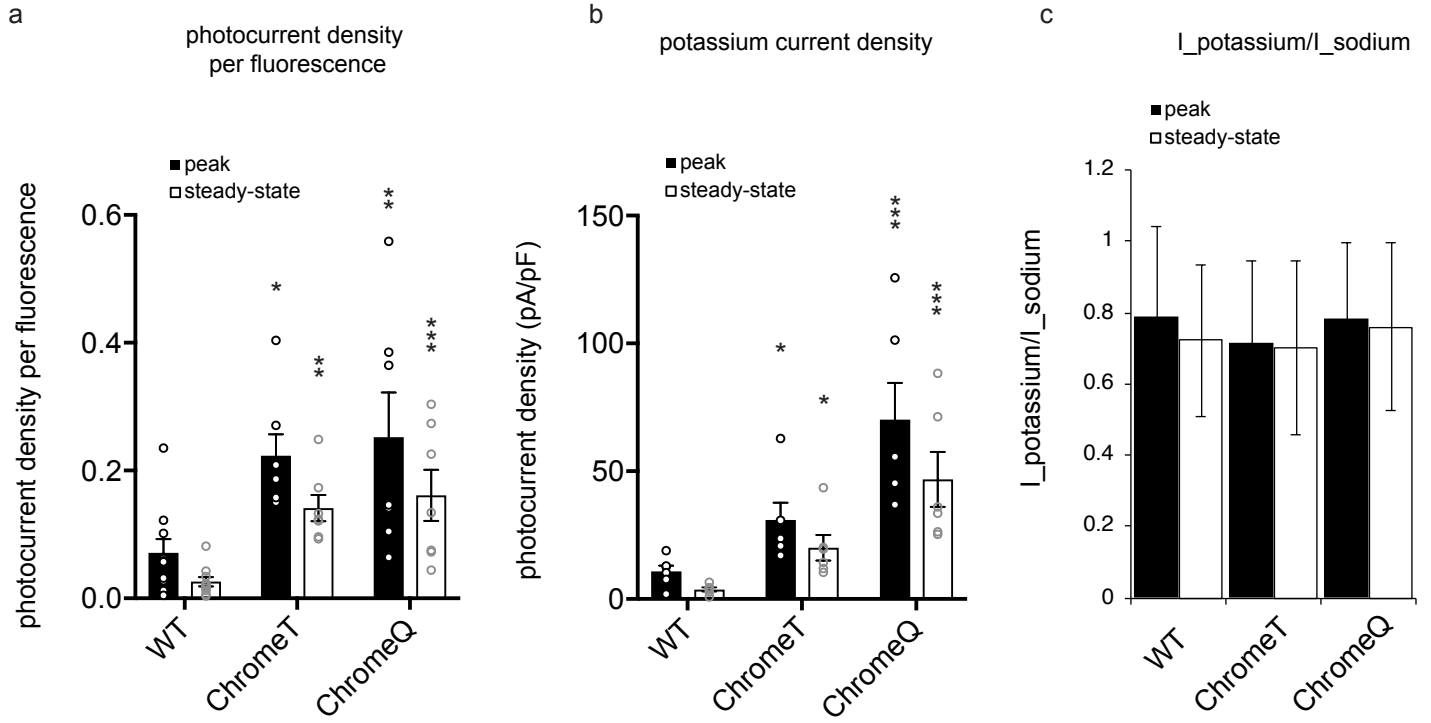 a
photocurrent density
per fluorescence
peak
steady-state
photocurrent density per fluorescence
0.6
0.4
0.2
0.0
**
*
**
***
WT
ChromeT
ChromeQ
b
potassium current density
peak
steady-state
photocurrent density (pA/pF)
150
100
50
0
***
***
*
*
WT
ChromeT
ChromeQ
c
I_potassium/I_sodium
peak
steady-state
I_potassium/I_sodium
1.2
1
0.8
0.6
0.4
0.2
0
WT
ChromeT
ChromeQ